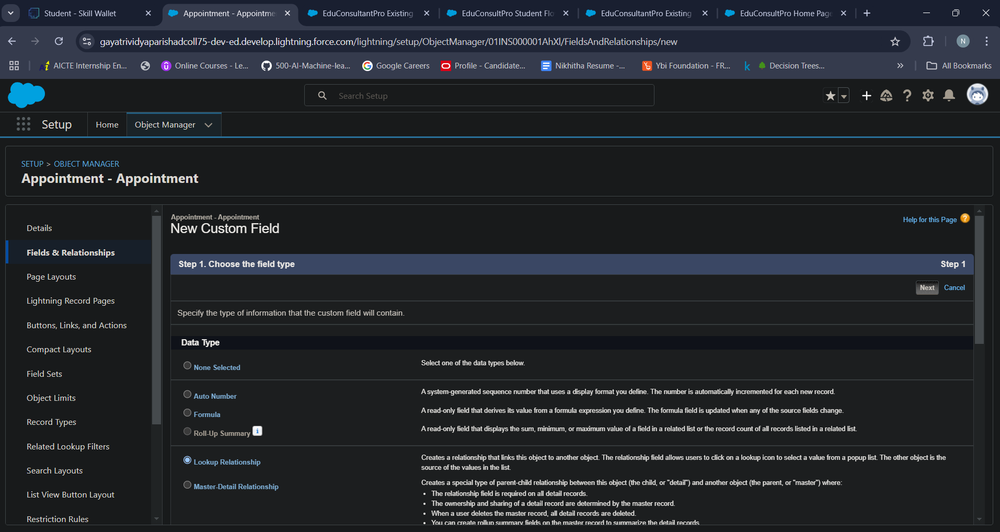 Student - Skill Wallet
Appointment - Appointme
EduConsultantPro Existing
EduConsultPro Student Flo
EduConsultantPro Existing
EduConsultPro Home Page
gayatrividyaparishadcoll75-dev-ed.develop.lightning.force.com/lightning/setup/ObjectManager/01INS000001AhXl/FieldsAndRelationships/new
N
AICTE Internship En...
Online Courses - Le...
500-AI-Machine-lea...
Google Careers
Profile - Candidate...
Nikhitha Resume -...
Ybi Foundation - FR...
k
Decision Trees...
All Bookmarks
Search Setup
Setup
Home
Object Manager
SETUP > OBJECT MANAGER
Appointment - Appointment
Details
Fields & Relationships
Page Layouts
Lightning Record Pages
Buttons, Links, and Actions
Compact Layouts
Field Sets
Object Limits
Record Types
Related Lookup Filters
Search Layouts
List View Button Layout
Restriction Rules
Appointment - Appointment
New Custom Field
Help for this Page ?
Step 1. Choose the field type
Step 1
Next Cancel
Specify the type of information that the custom field will contain.
Data Type
None Selected
Select one of the data types below.
Auto Number
A system-generated sequence number that uses a display format you define. The number is automatically incremented for each new record.
Formula
A read-only field that derives its value from a formula expression you define. The formula field is updated when any of the source fields change.
Roll-Up Summary i
A read-only field that displays the sum, minimum, or maximum value of a field in a related list or the record count of all records listed in a related list.
Lookup Relationship
Creates a relationship that links this object to another object. The relationship field allows users to click on a lookup icon to select a value from a popup list. The other object is the
source of the values in the list.
Master-Detail Relationship
Creates a special type of parent-child relationship between this object (the child, or "detail") and another object (the parent, or "master") where:
• The relationship field is required on all detail records.
• The ownership and sharing of a detail record are determined by the master record.
• When a user deletes the master record, all detail records are deleted.
• You can create rollup summary fields on the master record to summarize the detail records